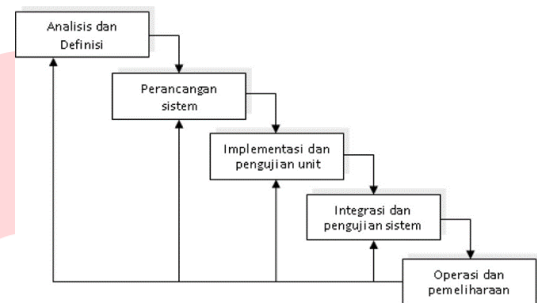 Analisis dan
Definisi
Perancangan
sistem
Implementasi dan
pengujian unit
Integrasi dan
pengujian sistem
Operasi dan
pemeliharaan